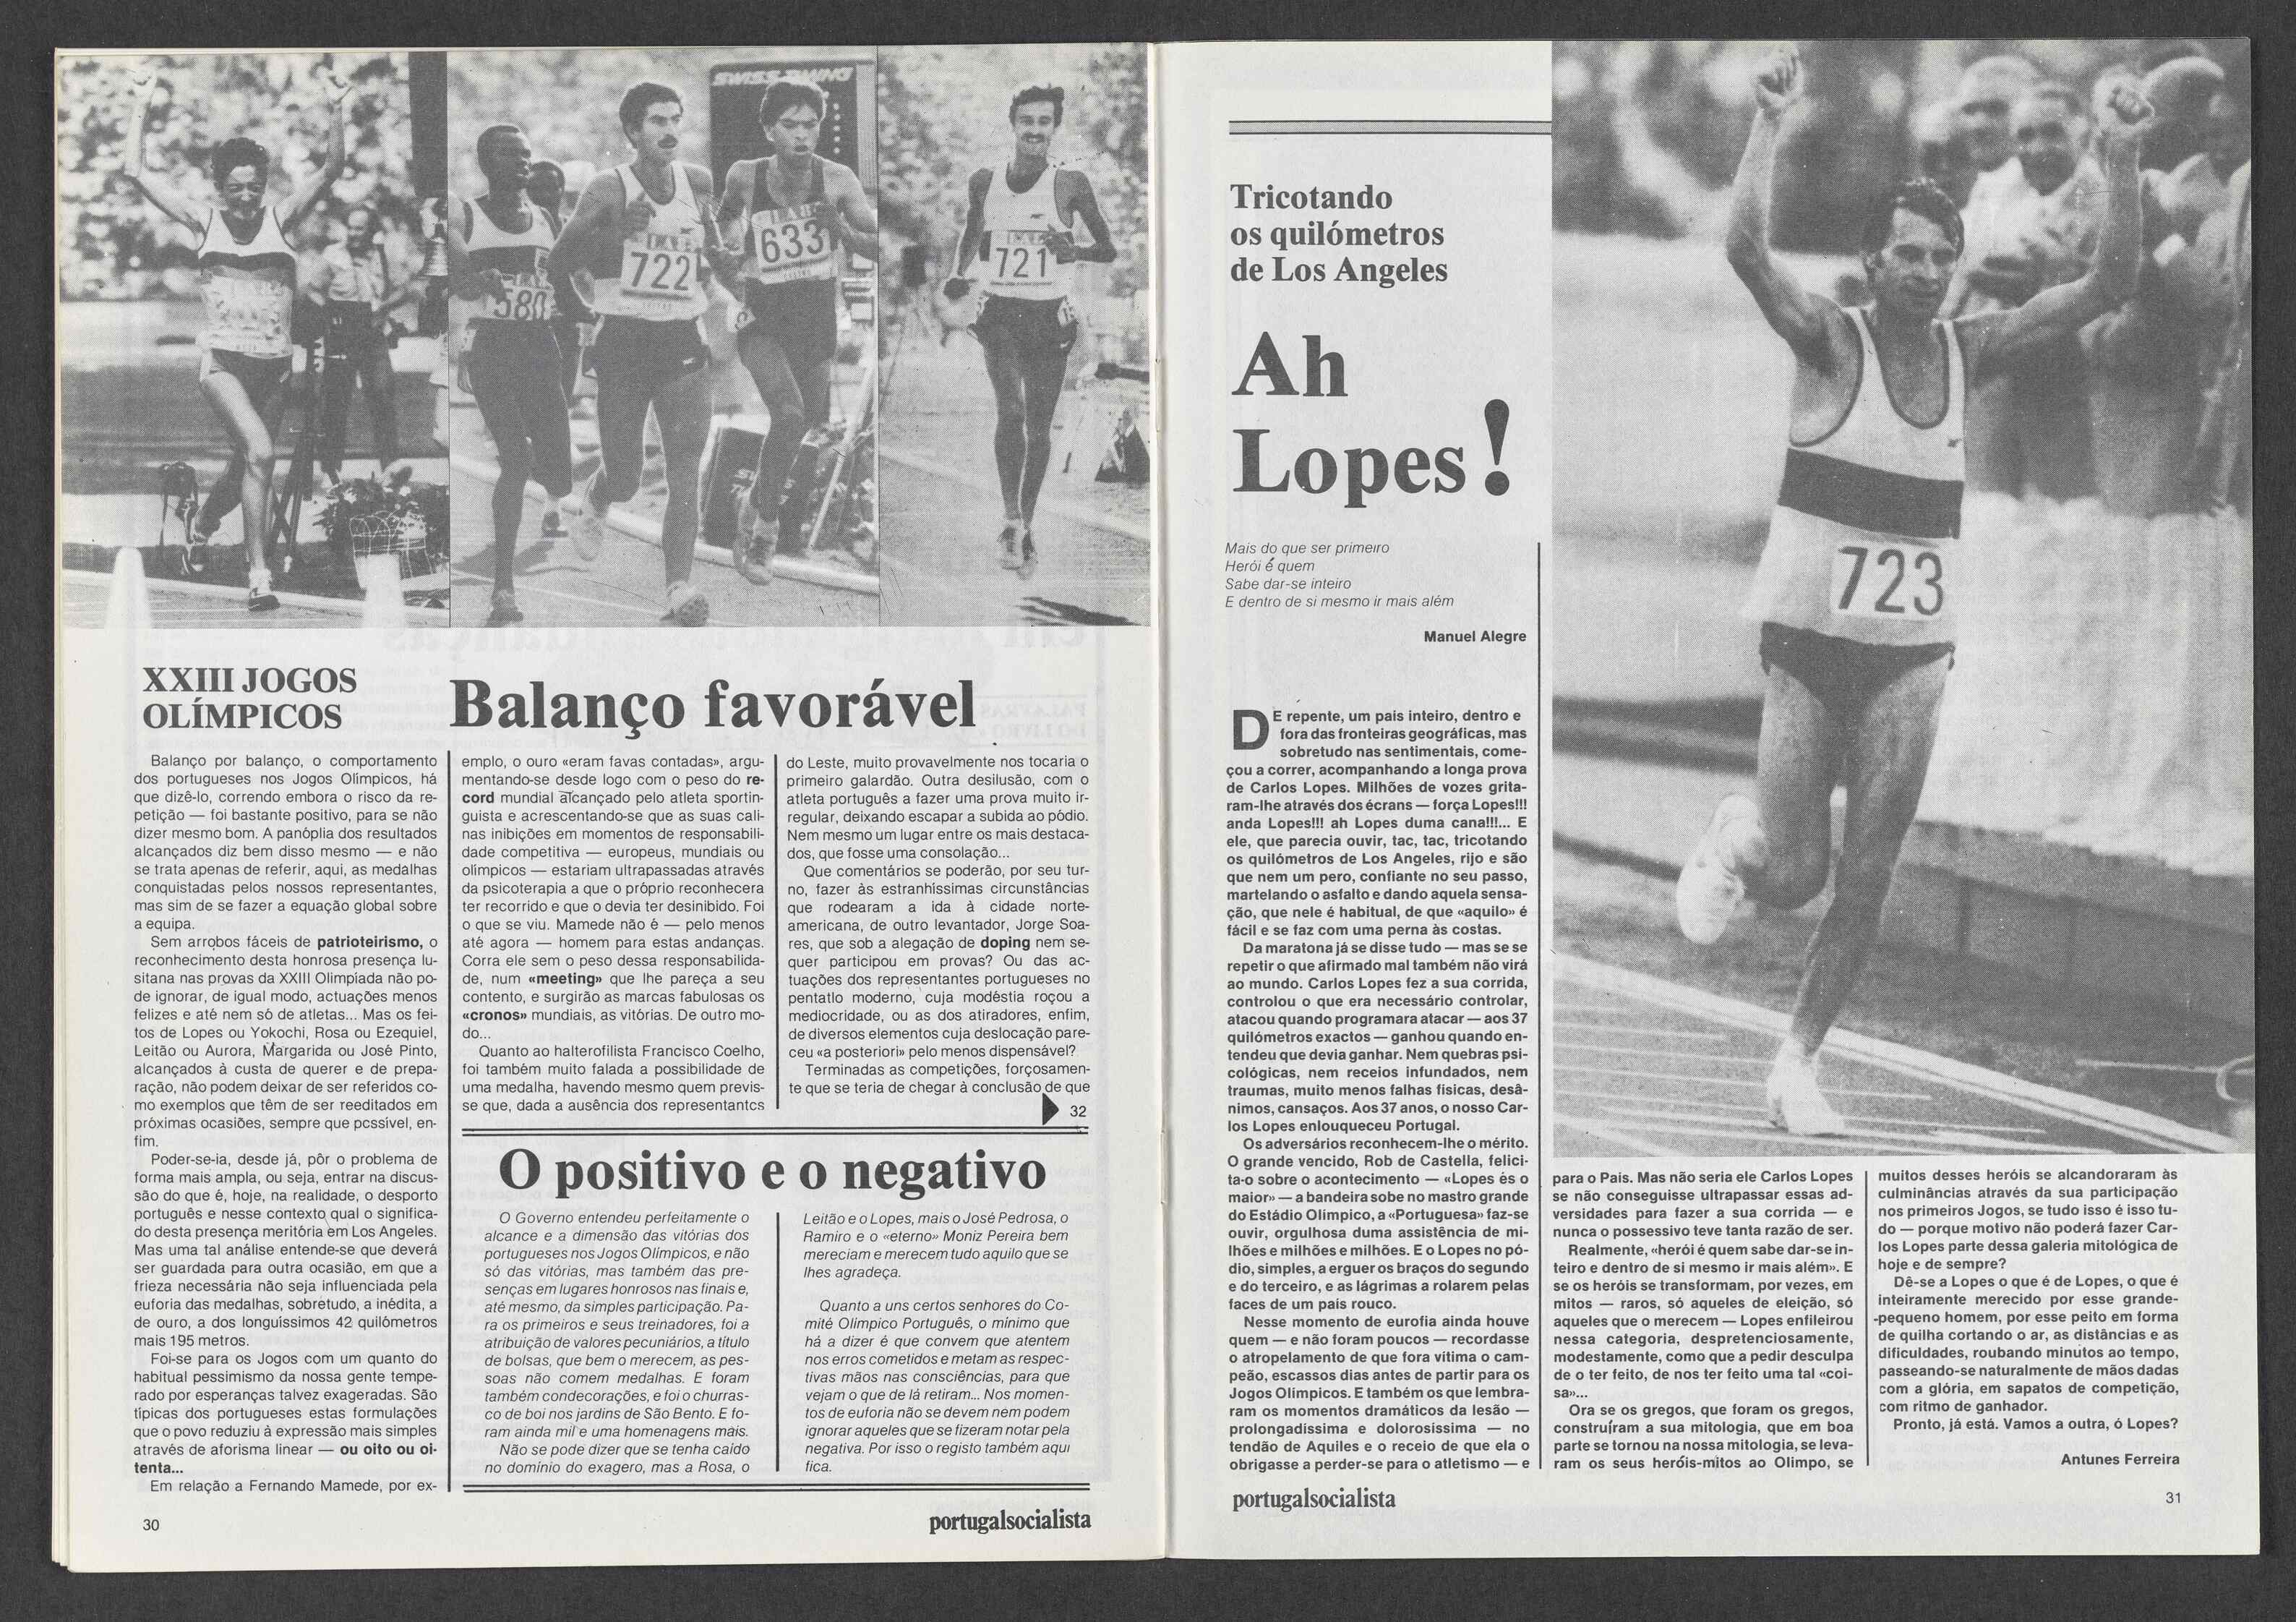 SWISS TIMING
580
722
633
721
XXIII JOGOS
OLÍMPICOS
Balanço favorável
Balanço por balanço, o comportamento
dos portugueses nos Jogos Olímpicos, há
que dizê-lo, correndo embora o risco da re-
petição — foi bastante positivo, para se não
dizer mesmo bom. A panóplia dos resultados
alcançados diz bem disso mesmo — e não
se trata apenas de referir, aqui, as medalhas
conquistadas pelos nossos representantes,
mas sim de se fazer a equação global sobre
a equipa.
Sem arrobos fáceis de patrioteirismo, o
reconhecimento desta honrosa presença lu-
sitana nas provas da XXIII Olimpíada não po-
de ignorar, de igual modo, actuações menos
felizes e até nem só de atletas... Mas os fei-
tos de Lopes ou Yokochi, Rosa ou Ezequiel,
Leitão ou Aurora, Margarida ou José Pinto,
alcançados à custa de querer e de prepa-
ração, não podem deixar de ser referidos co-
mo exemplos que têm de ser reeditados em
próximas ocasiões, sempre que possível, en-
fim.
Poder-se-ia, desde já, pôr o problema de
forma mais ampla, ou seja, entrar na discus-
são do que é, hoje, na realidade, o desporto
português e nesse contexto qual o significa-
do desta presença meritória em Los Angeles.
Mas uma tal análise entende-se que deverá
ser guardada para outra ocasião, em que a
frieza necessária não seja influenciada pela
euforia das medalhas, sobretudo, a inédita, a
de ouro, a dos longuíssimos 42 quilómetros
mais 195 metros.
Foi-se para os Jogos com um quanto do
habitual pessimismo da nossa gente tempe-
rado por esperanças talvez exageradas. São
típicas dos portugueses estas formulações
que o povo reduziu à expressão mais simples
através de aforisma linear — ou oito ou oi-
tenta...
Em relação a Fernando Mamede, por ex-
emplo, o ouro «eram favas contadas», argu-
mentando-se desde logo com o peso do re-
cord mundial alcançado pelo atleta sportin-
guista e acrescentando-se que as suas cali-
nas inibições em momentos de responsabili-
dade competitiva — europeus, mundiais ou
olímpicos — estariam ultrapassadas através
da psicoterapia a que o próprio reconhecera
ter recorrido e que o devia ter desinibido. Foi
o que se viu. Mamede não é — pelo menos
até agora — homem para estas andanças.
Corra ele sem o peso dessa responsabilida-
de, num «meeting» que lhe pareça a seu
contento, e surgirão as marcas fabulosas os
«cronos» mundiais, as vitórias. De outro mo-
do...
Quanto ao halterofilista Francisco Coelho,
foi também muito falada a possibilidade de
uma medalha, havendo mesmo quem previs-
se que, dada a ausência dos representantes
do Leste, muito provavelmente nos tocaria o
primeiro galardão. Outra desilusão, com o
atleta português a fazer uma prova muito ir-
regular, deixando escapar a subida ao pódio.
Nem mesmo um lugar entre os mais destaca-
dos, que fosse uma consolação...
Que comentários se poderão, por seu tur-
no, fazer às estranhíssimas circunstâncias
que rodearam a ida à cidade norte-
americana, de outro levantador, Jorge Soa-
res, que sob a alegação de doping nem se-
quer participou em provas? Ou das ac-
tuações dos representantes portugueses no
pentatlo moderno, cuja modéstia roçou a
mediocridade, ou as dos atiradores, enfim,
de diversos elementos cuja deslocação pare-
ceu «a posteriori» pelo menos dispensável?
Terminadas as competições, forçosamen-
te que se teria de chegar à conclusão de que
32
O positivo e o negativo
O Governo entendeu perfeitamente o
alcance e a dimensão das vitórias dos
portugueses nos Jogos Olímpicos, e não
só das vitórias, mas também das pre-
senças em lugares honrosos nas finais e,
até mesmo, da simples participação. Pa-
ra os primeiros e seus treinadores, foi a
atribuição de valores pecuniários, a título
de bolsas, que bem o merecem, as pes-
soas não comem medalhas. E foram
também condecorações, e foi o churras-
co de boi nos jardins de São Bento. E fo-
ram ainda mil e uma homenagens mais.
Não se pode dizer que se tenha caído
no domínio do exagero, mas a Rosa, o
Leitão e o Lopes, mais o José Pedrosa, o
Ramiro e o «eterno» Moniz Pereira bem
mereciam e merecem tudo aquilo que se
lhes agradeça.
Quanto a uns certos senhores do Co-
mité Olímpico Português, o mínimo que
há a dizer é que convem que atentem
nos erros cometidos e metam as respec-
tivas mãos nas consciências, para que
vejam o que de lá retiram... Nos momen-
tos de euforia não se devem nem podem
ignorar aqueles que se fizeram notar pela
negativa. Por isso o registo também aqui
fica.
30
portugalsocialista
Tricotando
os quilómetros
de Los Angeles
Ah
Lopes!
Mais do que ser primeiro
Herói é quem
Sabe dar-se inteiro
E dentro de si mesmo ir mais além
Manuel Alegre
723
DE repente, um país inteiro, dentro e
fora das fronteiras geográficas, mas
sobretudo nas sentimentais, come-
çou a correr, acompanhando a longa prova
de Carlos Lopes. Milhões de vozes grita-
ram-lhe através dos écrans — força Lopes!!!
anda Lopes!!! ah Lopes duma cana!!!... E
ele, que parecia ouvir, tac, tac, tricotando
os quilómetros de Los Angeles, rijo e são
que nem um pero, confiante no seu passo,
martelando o asfalto e dando aquela sensa-
ção, que nele é habitual, de que «aquilo» é
fácil e se faz com uma perna às costas.
Da maratona já se disse tudo — mas se se
repetir o que afirmado mal também não virá
ao mundo. Carlos Lopes fez a sua corrida,
controlou o que era necessário controlar,
atacou quando programara atacar — aos 37
quilómetros exactos — ganhou quando en-
tendeu que devia ganhar. Nem quebras psi-
cológicas, nem receios infundados, nem
traumas, muito menos falhas físicas, desâ-
nimos, cansaços. Aos 37 anos, o nosso Car-
los Lopes enlouqueceu Portugal.
Os adversários reconhecem-lhe o mérito.
O grande vencido, Rob de Castella, felici-
ta-o sobre o acontecimento — «Lopes és o
maior» — a bandeira sobe no mastro grande
do Estádio Olímpico, a «Portuguesa» faz-se
ouvir, orgulhosa duma assistência de mi-
lhões e milhões e milhões. E o Lopes no pó-
dio, simples, a erguer os braços do segundo
e do terceiro, e as lágrimas a rolarem pelas
faces de um país rouco.
Nesse momento de eurofia ainda houve
quem — e não foram poucos — recordasse
o atropelamento de que fora vítima o cam-
peão, escassos dias antes de partir para os
Jogos Olímpicos. E também os que lembra-
ram os momentos dramáticos da lesão —
prolongadíssima e dolorosíssima — no
tendão de Aquiles e o receio de que ela o
obrigasse a perder-se para o atletismo — e
para o País. Mas não seria ele Carlos Lopes
se não conseguisse ultrapassar essas ad-
versidades para fazer a sua corrida — e
nunca o possessivo teve tanta razão de ser.
Realmente, «herói é quem sabe dar-se in-
teiro e dentro de si mesmo ir mais além». E
se os heróis se transformam, por vezes, em
mitos — raros, só aqueles de eleição, só
aqueles que o merecem — Lopes enfileirou
nessa categoria, despretenciosamente,
modestamente, como que a pedir desculpa
de o ter feito, de nos ter feito uma tal «coi-
sa»...
Ora se os gregos, que foram os gregos,
construíram a sua mitologia, que em boa
parte se tornou na nossa mitologia, se leva-
ram os seus heróis-mitos ao Olimpo, se
muitos desses heróis se alcandoraram às
culminâncias através da sua participação
nos primeiros Jogos, se tudo isso é isso tu-
do — porque motivo não poderá fazer Car-
los Lopes parte dessa galeria mitológica de
hoje e de sempre?
Dê-se a Lopes o que é de Lopes, o que é
inteiramente merecido por esse grande-
-pequeno homem, por esse peito em forma
de quilha cortando o ar, as distâncias e as
dificuldades, roubando minutos ao tempo,
passeando-se naturalmente de mãos dadas
com a glória, em sapatos de competição,
com ritmo de ganhador.
Pronto, já está. Vamos a outra, ó Lopes?
Antunes Ferreira
portugalsocialista
31